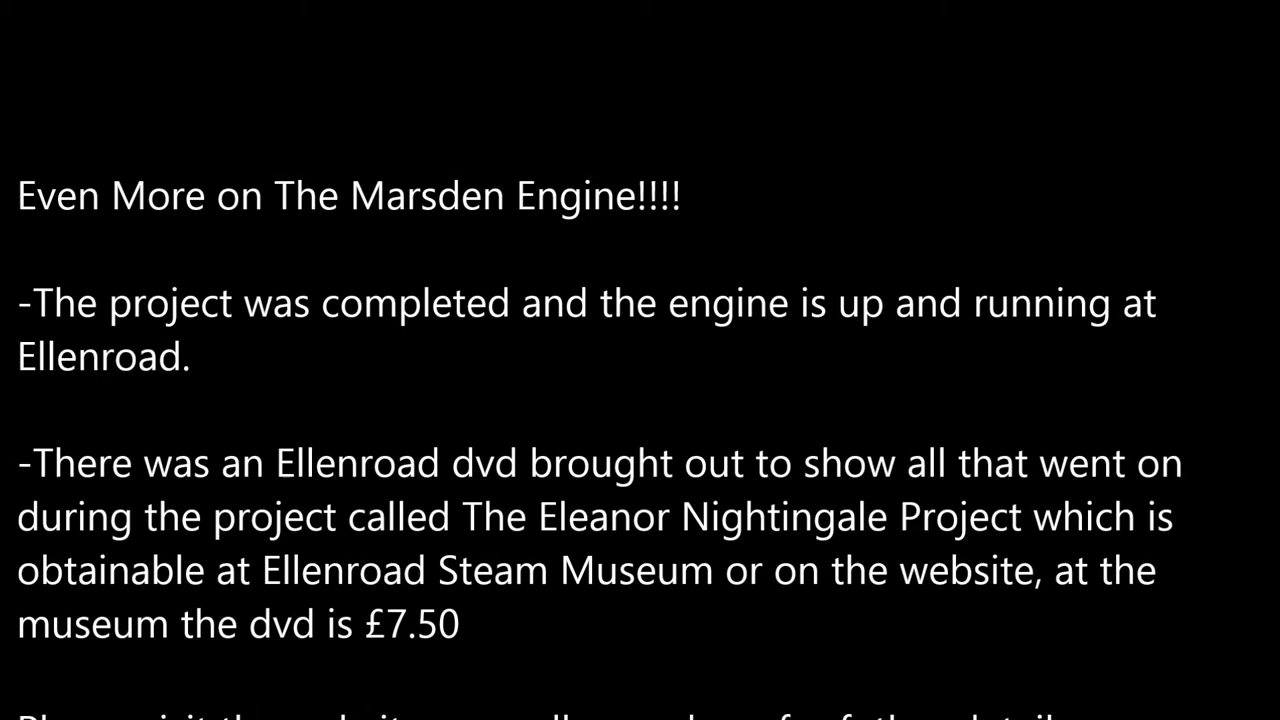 Even More on The Marsden Engine!!!!
-The project was completed and the engine is up and running at
Ellenroad.
-There was an Ellenroad dvd brought out to show all that went on
during the project called The Eleanor Nightingale Project which is
obtainable at Ellenroad Steam Museum or on the website, at the
museum the dvd is £7.50